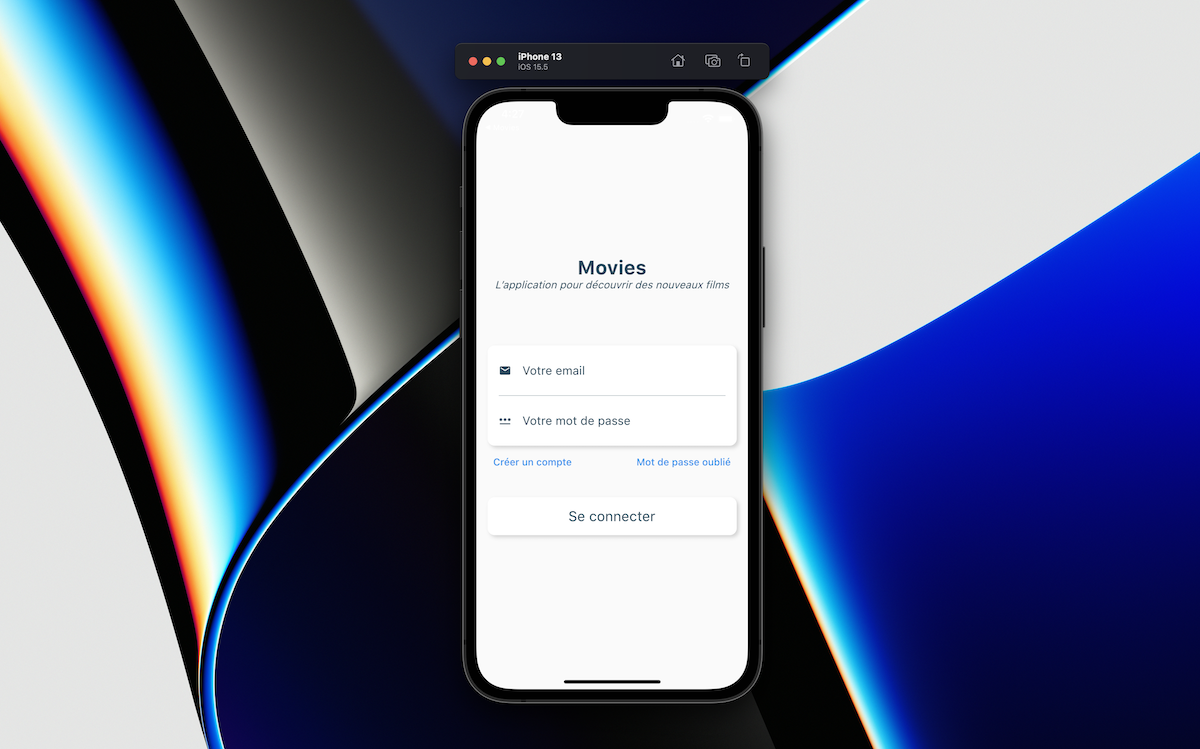 iPhone 13
iOS 15.5
Movies
L'application pour découvrir des nouveaux films
Votre email
Votre mot de passe
Créer un compte
Mot de passe oublié
Se connecter